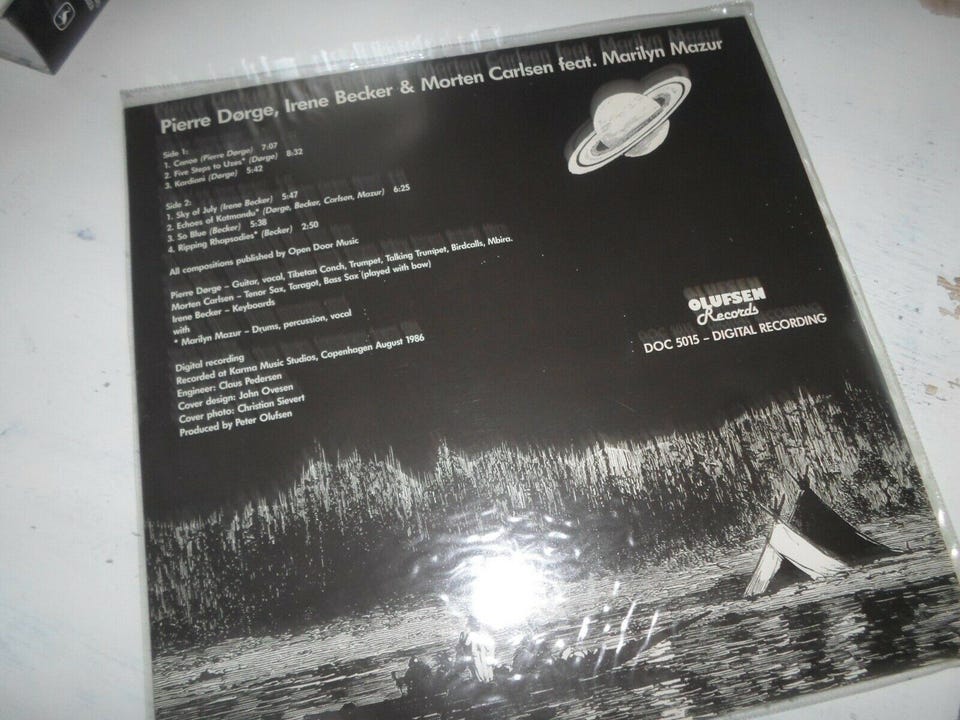 Pierre Dørge, Irene Becker & Morten Carlsen feat. Marilyn Mazur
Side 1:
1. Canoe (Pierre Dørge) 7:07
2. Five Steps to Uzes* (Dørge) 8:32
3. Kardinni (Dørge) 5:42
Side 2:
1. Sky of July (Irene Becker) 5:47
2. Echoes of Katmandu* (Dørge, Becker, Carlsen, Mazur) 6:25
3. So Blue (Becker) 5:38
4. Ripping Rhapsodies* (Becker) 2:50
All compositions published by Open Door Music
Pierre Dørge – Guitar, vocal, Tibetan Conch, Trumpet, Talking Trumpet, Birdcalls, Mbira.
Morten Carlsen – Tenor Sax, Taragot, Bass Sax (played with bow)
Irene Becker – Keyboards
with
* Marilyn Mazur – Drums, percussion, vocal
Digital recording
Recorded at Karma Music Studios, Copenhagen August 1986
Engineer: Claus Pedersen
Cover design: John Ovesen
Cover photo: Christian Sievert
Produced by Peter Olufsen
OLUFSEN
Records
DOC 5015 – DIGITAL RECORDING